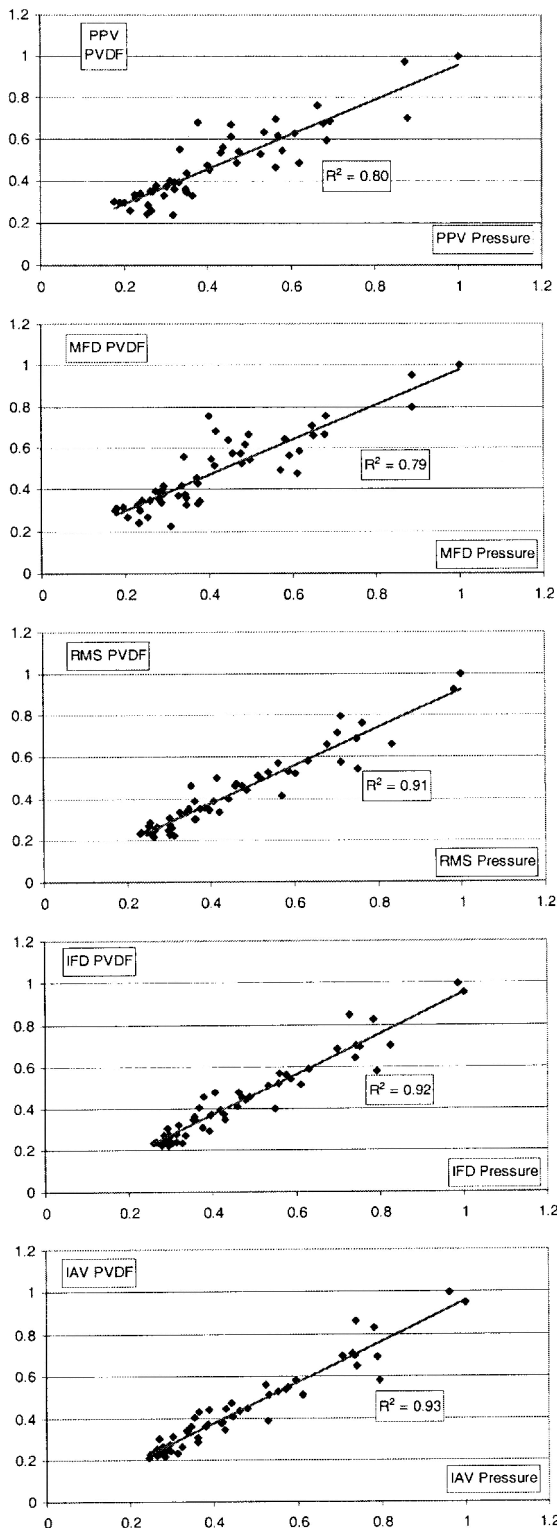 1.2
PPV
PVDF
1
0.8
0.6
0.4
R² = 0.80
0.2
PPV Pressure
0
0 0.2 0.4 0.6 0.8 1 1.2
1.2
MFD PVDF
1
0.8
0.6
0.4
R² = 0.79
0.2
MFD Pressure
0
0 0.2 0.4 0.6 0.8 1 1.2
1.2
RMS PVDF
1
0.8
0.6
0.4
R² = 0.91
0.2
RMS Pressure
0
0 0.2 0.4 0.6 0.8 1 1.2
1.2
IFD PVDF
1
0.8
0.6
0.4
R² = 0.92
0.2
IFD Pressure
0
0 0.2 0.4 0.6 0.8 1 1.2
1.2
IAV PVDF
1
0.8
0.6
0.4
R² = 0.93
0.2
IAV Pressure
0
0 0.2 0.4 0.6 0.8 1 1.2